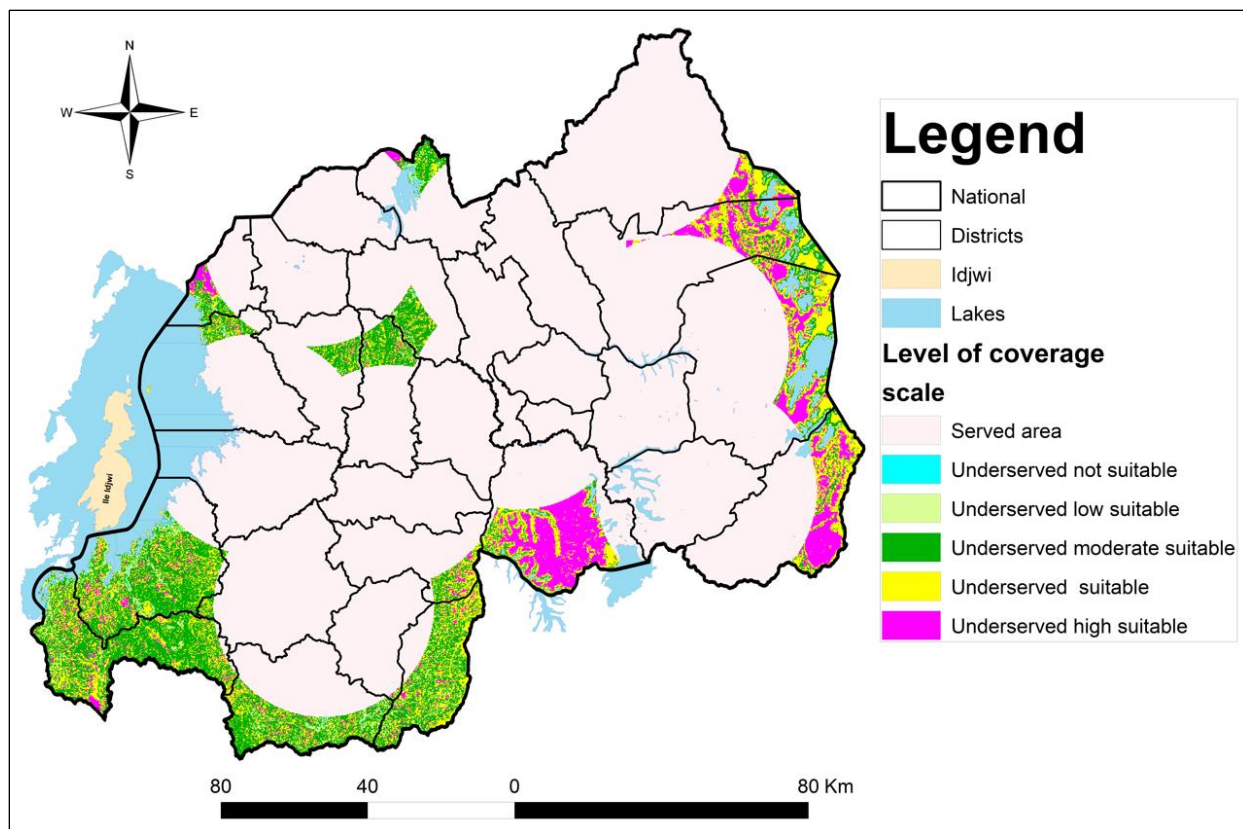 N
W E
S
Ile Idjwi
Legend
National
Districts
Idjwi
Lakes
Level of coverage
scale
Served area
Underserved not suitable
Underserved low suitable
Underserved moderate suitable
Underserved suitable
Underserved high suitable
80 40 0 80 Km